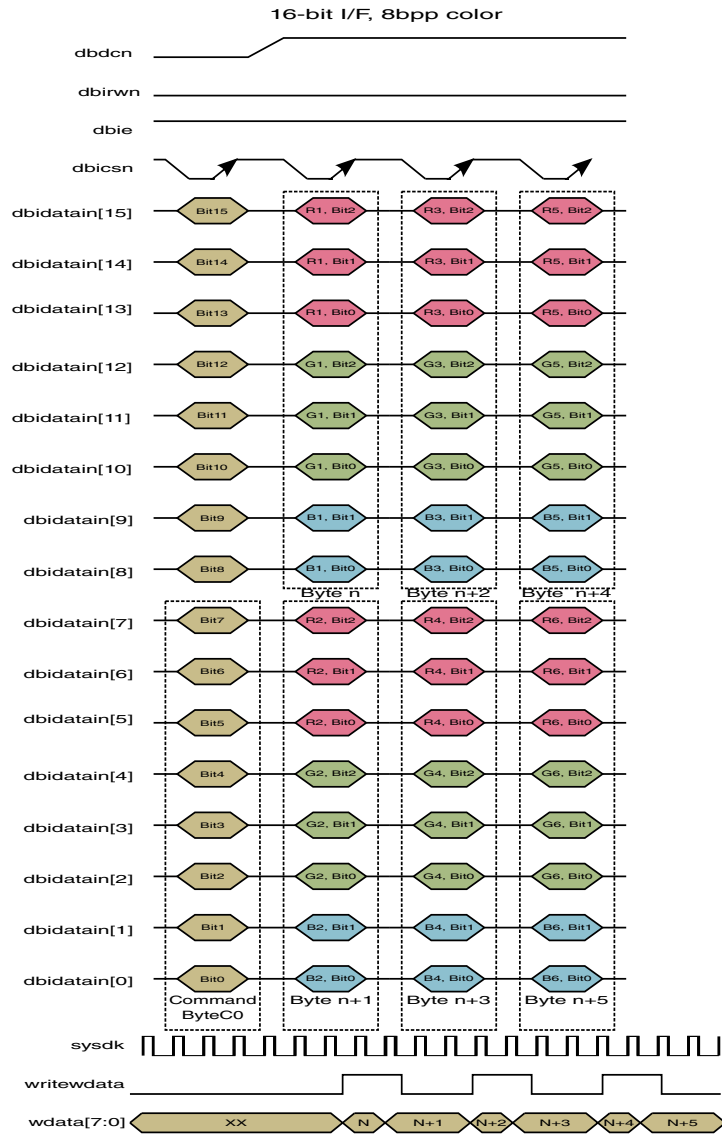 16-bit I/F, 8bpp color
dbdcn
dbirwn
dbie
dbicsn
dbidatain[15] Bit15 R1, Bit2 R3, Bit2 R5, Bit2
dbidatain[14] Bit14 R1, Bit1 R3, Bit1 R5, Bit1
dbidatain[13] Bit13 R1, Bit0 R3, Bit0 R5, Bit0
dbidatain[12] Bit12 G1, Bit2 G3, Bit2 G5, Bit2
dbidatain[11] Bit11 G1, Bit1 G3, Bit1 G5, Bit1
dbidatain[10] Bit10 G1, Bit0 G3, Bit0 G5, Bit0
dbidatain[9] Bit9 B1, Bit1 B3, Bit1 B5, Bit1
dbidatain[8] Bit8 B1, Bit0 B3, Bit0 B5, Bit0
Byte n Byte n+2 Byte n+4
dbidatain[7] Bit7 R2, Bit2 R4, Bit2 R6, Bit2
dbidatain[6] Bit6 R2, Bit1 R4, Bit1 R6, Bit1
dbidatain[5] Bit5 R2, Bit0 R4, Bit0 R6, Bit0
dbidatain[4] Bit4 G2, Bit2 G4, Bit2 G6, Bit2
dbidatain[3] Bit3 G2, Bit1 G4, Bit1 G6, Bit1
dbidatain[2] Bit2 G2, Bit0 G4, Bit0 G6, Bit0
dbidatain[1] Bit1 B2, Bit1 B4, Bit1 B6, Bit1
dbidatain[0] Bit0 B2, Bit0 B4, Bit0 B6, Bit0
Command Byte n+1 Byte n+3 Byte n+5
ByteC0
sysdk
writewdata
wdata[7:0] XX N N+1 N+2 N+3 N+4 N+5